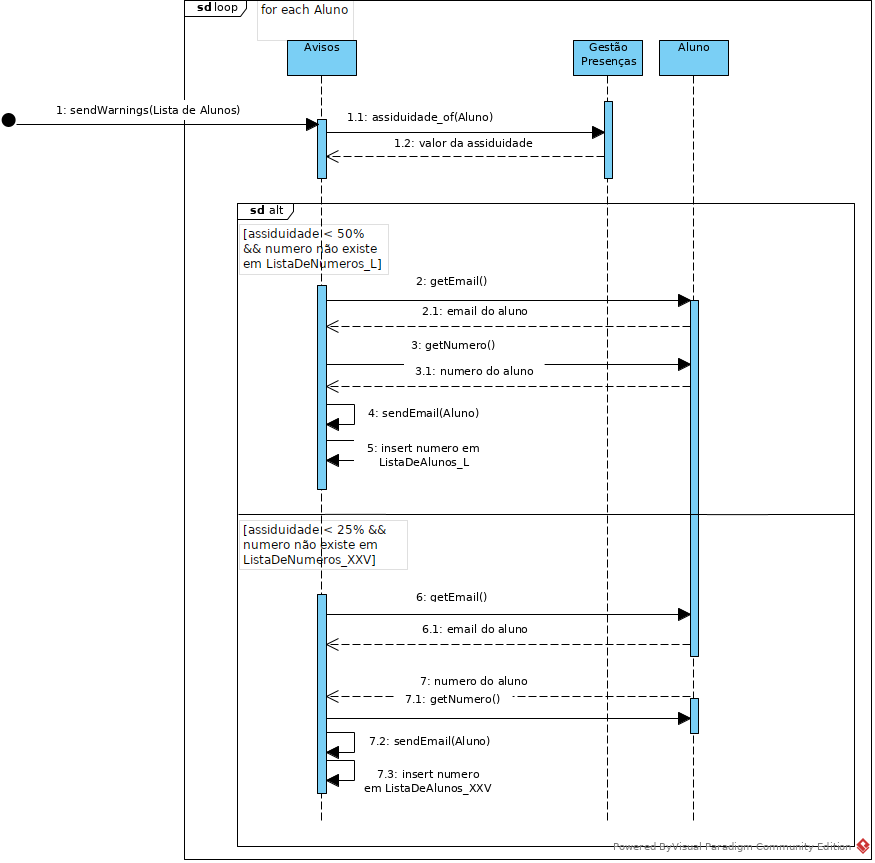 sd loop
for each Aluno
Avisos
Gestão
Presenças
Aluno
1: sendWarnings(Lista de Alunos)
1.1: assiduidade_of(Aluno)
1.2: valor da assiduidade
sd alt
[assiduidade < 50%
&& numero não existe
em ListaDeNumeros_L]
2: getEmail()
2.1: email do aluno
3: getNumero()
3.1: numero do aluno
4: sendEmail(Aluno)
5: insert numero em
ListaDeAlunos_L
[assiduidade < 25% &&
numero não existe em
ListaDeNumeros_XXV]
6: getEmail()
6.1: email do aluno
7: numero do aluno
7.1: getNumero()
7.2: sendEmail(Aluno)
7.3: insert numero
em ListaDeAlunos_XXV
Powered ByVisual Paradigm Community Edition